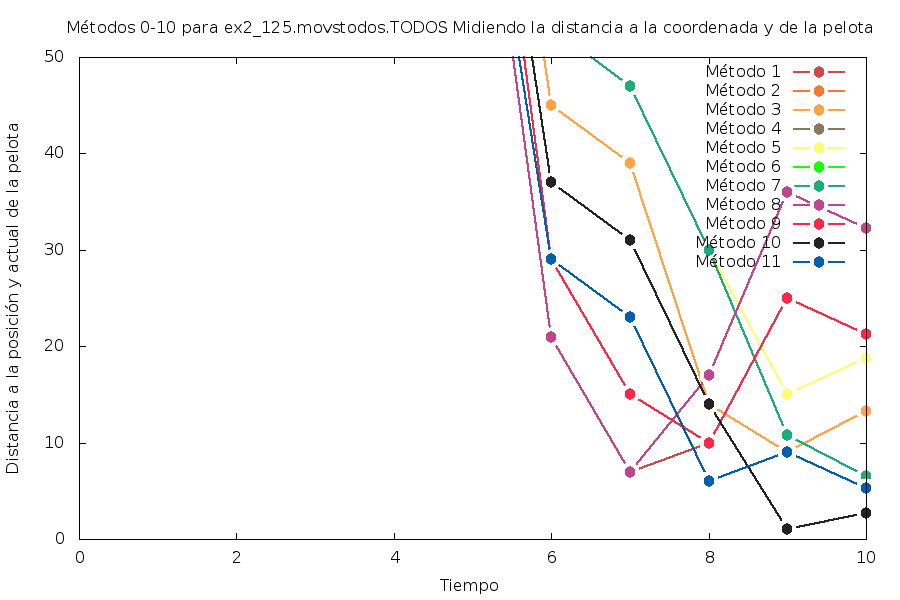 Métodos 0-10 para ex2_125.movstodos.TODOS Midiendo la distancia a la coordenada y de la pelota
Distancia a la posición y actual de la pelota
50
40
30
20
10
0
Método 1
Método 2
Método 3
Método 4
Método 5
Método 6
Método 7
Método 8
Método 9
Método 10
Método 11
0 2 4 6 8 10
Tiempo